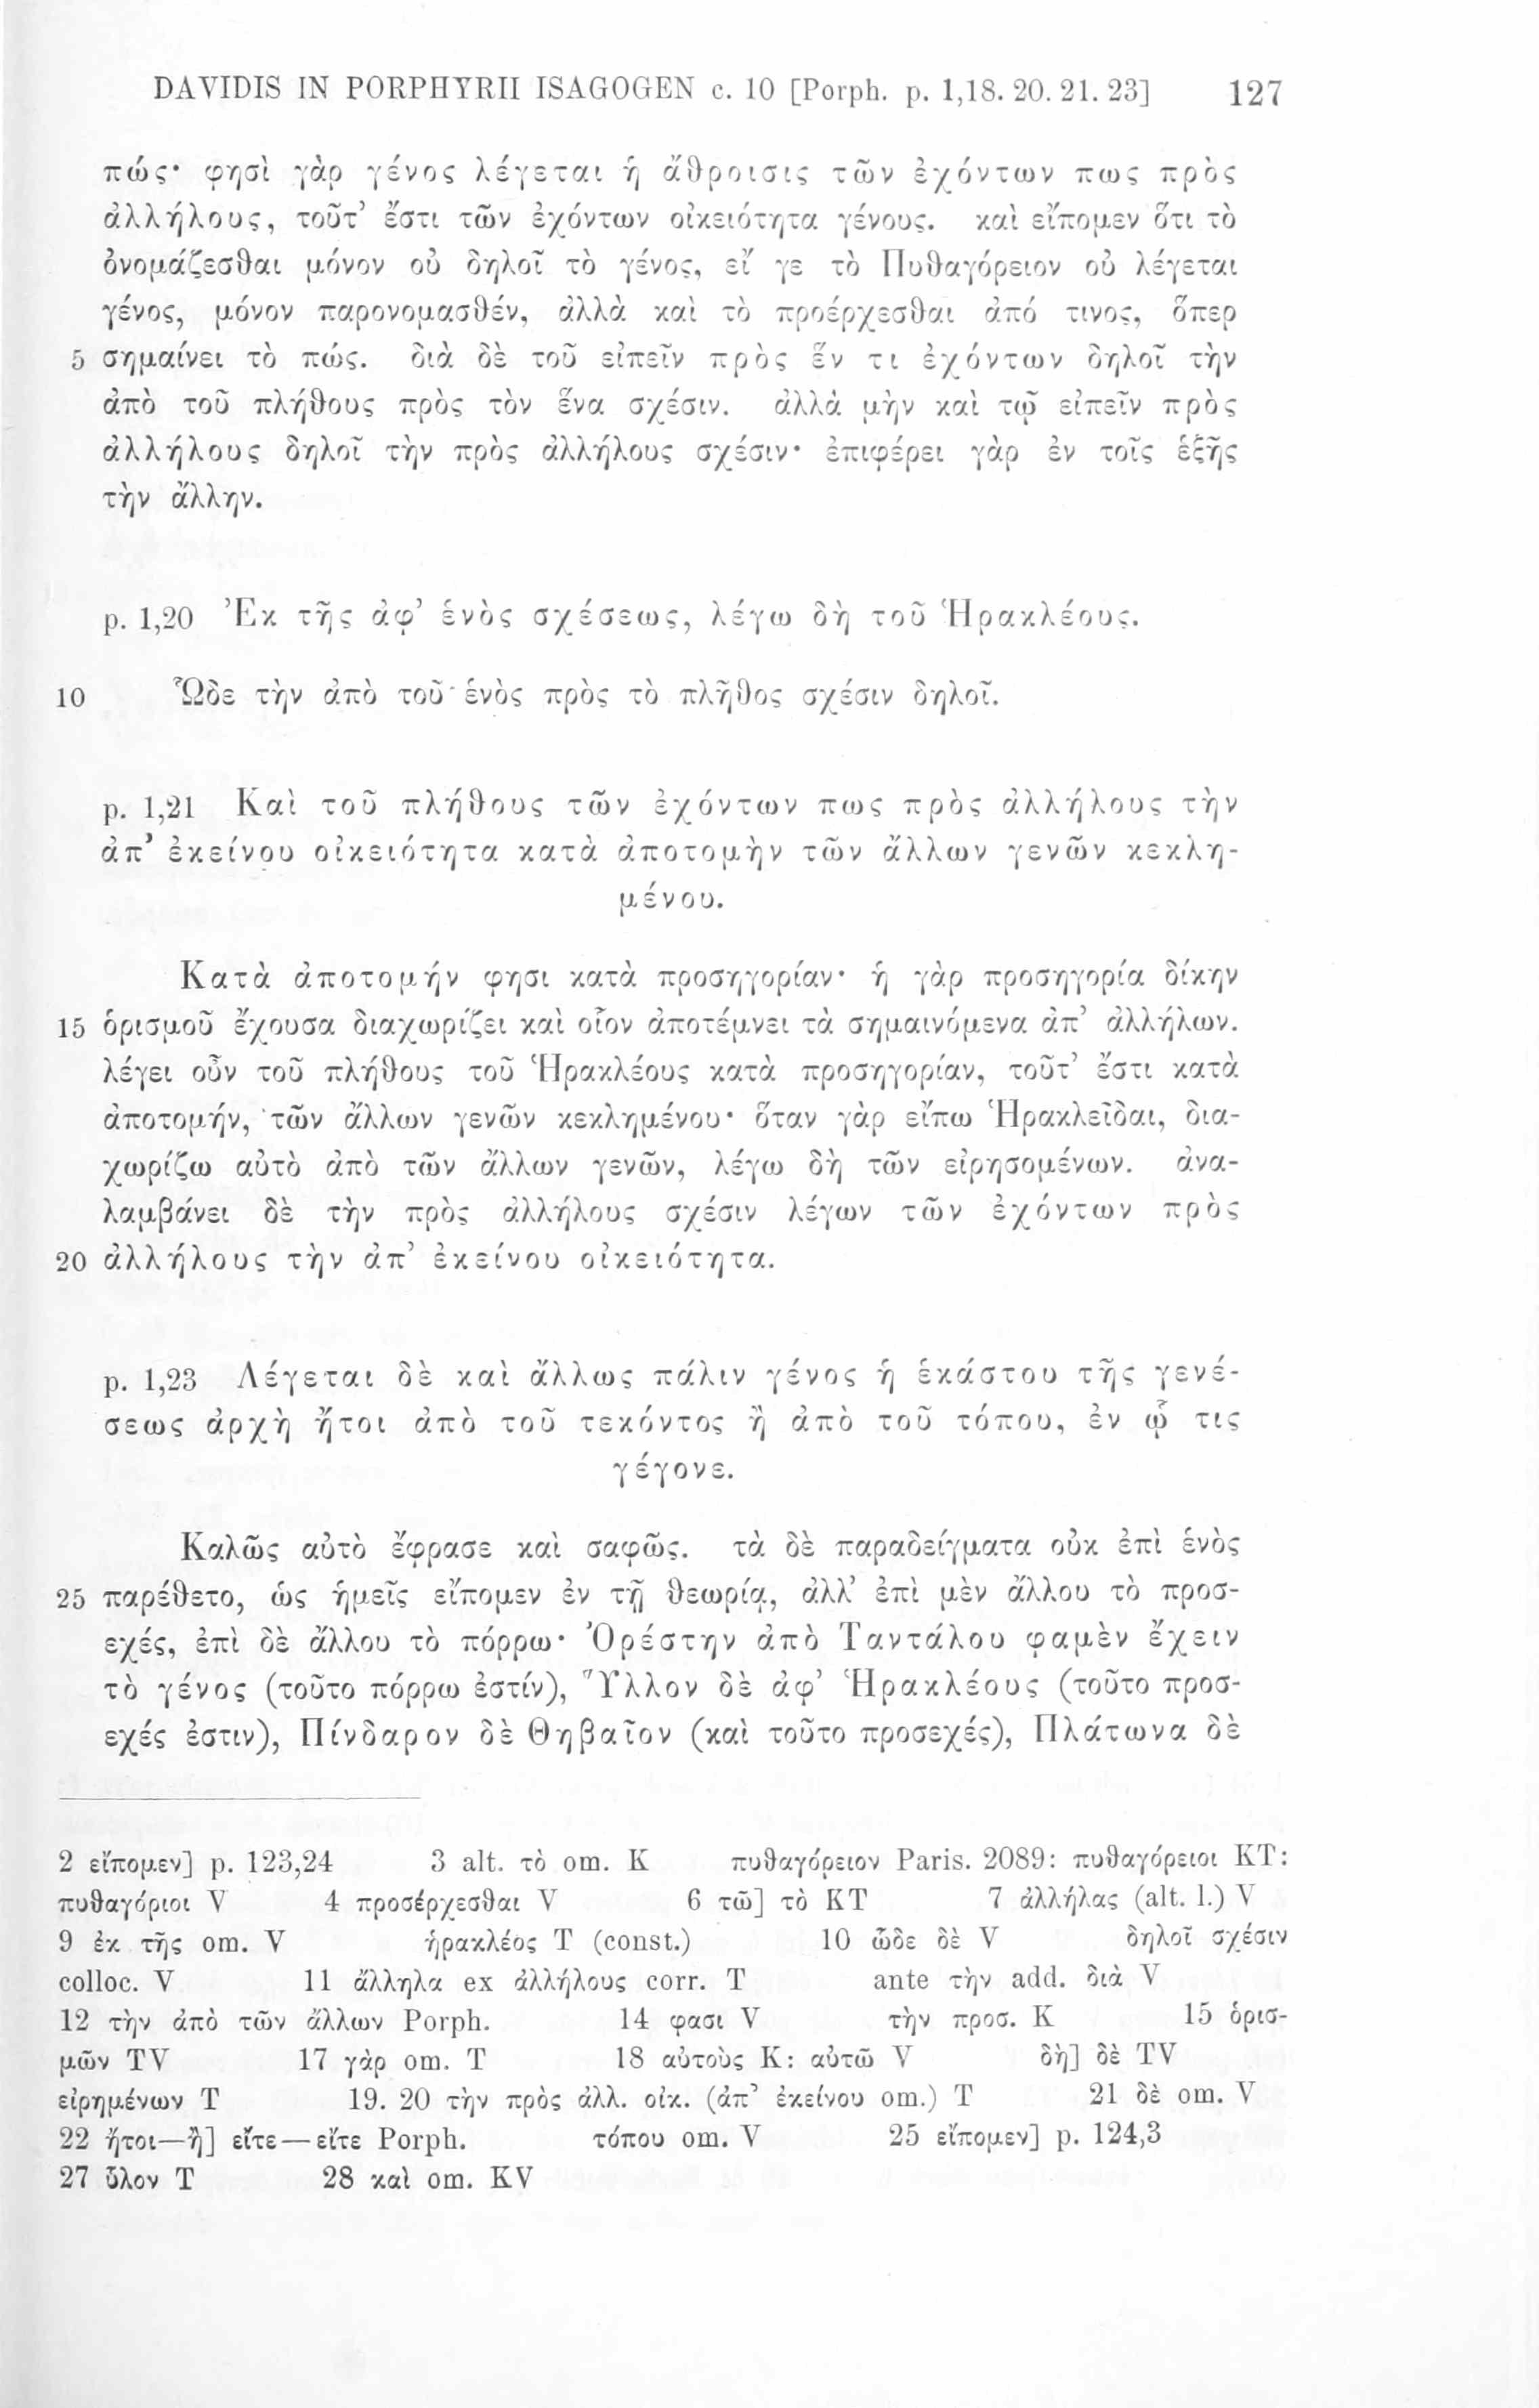 DAVIDIS IN PORPHYRII ISAGOGEN c. 10 [Porph. p. 1,18. 20. 21. 23] 127
πώς· φησὶ γὰρ γένος λέγεται ἡ ἄθροισις τῶν ἐχόντων πως πρὸς
ἀλλήλους, τοῦτ’ ἔστι τῶν ἐχόντων οἰκειότητα γένους. καὶ εἴπομεν ὅτι τὸ
ὀνομάζεσθαι μόνον οὐ δηλοῖ τὸ γένος, εἴ γε τὸ Πυθαγόρειον οὐ λέγεται
γένος, μόνον παρονομασθέν, ἀλλὰ καὶ τὸ προέρχεσθαι ἀπό τινος, ὅπερ
5 σημαίνει τὸ πώς. διὰ δὲ τοῦ εἰπεῖν πρὸς ἕν τι ἐχόντων δηλοῖ τὴν
ἀπὸ τοῦ πλήθους πρὸς τὸν ἕνα σχέσιν. ἀλλὰ μὴν καὶ τῷ εἰπεῖν πρὸς
ἀλλήλους δηλοῖ τὴν πρὸς ἀλλήλους σχέσιν· ἐπιφέρει γὰρ ἐν τοῖς ἑξῆς
τὴν ἄλλην.
p. 1,20 Ἐκ τῆς ἀφ’ ἑνὸς σχέσεως, λέγω δὴ τοῦ Ἡρακλέους.
10 Ὧδε τὴν ἀπὸ τοῦ ἑνὸς πρὸς τὸ πλῆθος σχέσιν δηλοῖ.
p. 1,21 Καὶ τοῦ πλήθους τῶν ἐχόντων πως πρὸς ἀλλήλους τὴν
ἀπ’ ἐκείνου οἰκειότητα κατὰ ἀποτομὴν τῶν ἄλλων γενῶν κεκλη-
μένου.
Κατὰ ἀποτομήν φησι κατὰ προσηγορίαν· ἡ γὰρ προσηγορία δίκην
15 ὁρισμοῦ ἔχουσα διαχωρίζει καὶ οἷον ἀποτέμνει τὰ σημαινόμενα ἀπ’ ἀλλήλων.
λέγει οὖν τοῦ πλήθους τοῦ Ἡρακλέους κατὰ προσηγορίαν, τοῦτ’ ἔστι κατὰ
ἀποτομήν, τῶν ἄλλων γενῶν κεκλημένου· ὅταν γὰρ εἴπω Ἡρακλεῖδαι, δια-
χωρίζω αὐτὸ ἀπὸ τῶν ἄλλων γενῶν, λέγω δὴ τῶν εἰρησομένων. ἀνα-
λαμβάνει δὲ τὴν πρὸς ἀλλήλους σχέσιν λέγων τῶν ἐχόντων πρὸς
20 ἀλλήλους τὴν ἀπ’ ἐκείνου οἰκειότητα.
p. 1,23 Λέγεται δὲ καὶ ἄλλως πάλιν γένος ἡ ἑκάστου τῆς γενέ-
σεως ἀρχὴ ἤτοι ἀπὸ τοῦ τεκόντος ἢ ἀπὸ τοῦ τόπου, ἐν ᾧ τις
γέγονε.
Καλῶς αὐτὸ ἔφρασε καὶ σαφῶς. τὰ δὲ παραδείγματα οὐκ ἐπὶ ἑνὸς
25 παρέθετο, ὡς ἡμεῖς εἴπομεν ἐν τῇ θεωρίᾳ, ἀλλ’ ἐπὶ μὲν ἄλλου τὸ προσ-
εχές, ἐπὶ δὲ ἄλλου τὸ πόρρω· Ὀρέστην ἀπὸ Ταντάλου φαμὲν ἔχειν
τὸ γένος (τοῦτο πόρρω ἐστίν), Ὕλλον δὲ ἀφ’ Ἡρακλέους (τοῦτο προσ-
εχές ἐστιν), Πίνδαρον δὲ Θηβαῖον (καὶ τοῦτο προσεχές), Πλάτωνα δὲ
2 εἴπομεν] p. 123,24 3 alt. τὸ om. K πυθαγόρειον Paris. 2089: πυθαγόρειοι KT:
πυθαγόριοι V 4 προσέρχεσθαι V 6 τῶ] τὸ KT 7 ἀλλήλας (alt. l.) V
9 ἐκ τῆς om. V ἡρακλέος T (const.) 10 ὧδε δὲ V δηλοῖ σχέσιν
colloc. V 11 ἄλληλα ex ἀλλήλους corr. T ante τὴν add. διὰ V
12 τὴν ἀπὸ τῶν ἄλλων Porph. 14 φασι V τὴν προσ. K 15 ὁρισ-
μῶν TV 17 γὰρ om. T 18 αὐτοὺς K: αὐτῶ V δὴ] δὲ TV
εἰρημένων T 19. 20 τὴν πρὸς ἀλλ. οἰκ. (ἀπ’ ἐκείνου om.) T 21 δὲ om. V
22 ἤτοι—ἢ] εἴτε—εἴτε Porph. τόπου om. V 25 εἴπομεν] p. 124,3
27 ὗλον T 28 καὶ om. KV